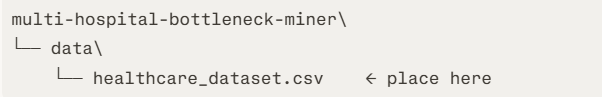 multi-hospital-bottleneck-miner\
└── data\
    └── healthcare_dataset.csv    ← place here